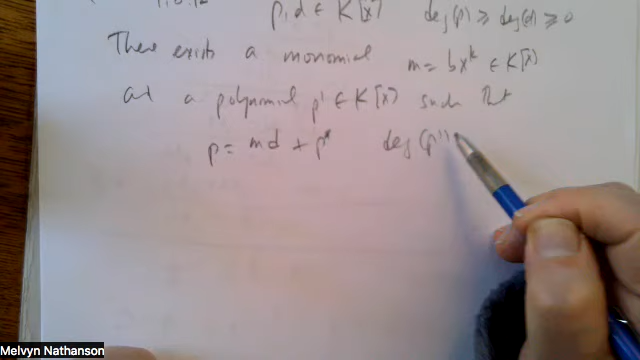 p, d ∈ K[x] deg(p) ≥ deg(d) ≥ 0
There exists a monomial m = bx^k ∈ K[x]
and a polynomial p' ∈ K[x] such that
p = md + p' deg(p')
Melvyn Nathanson